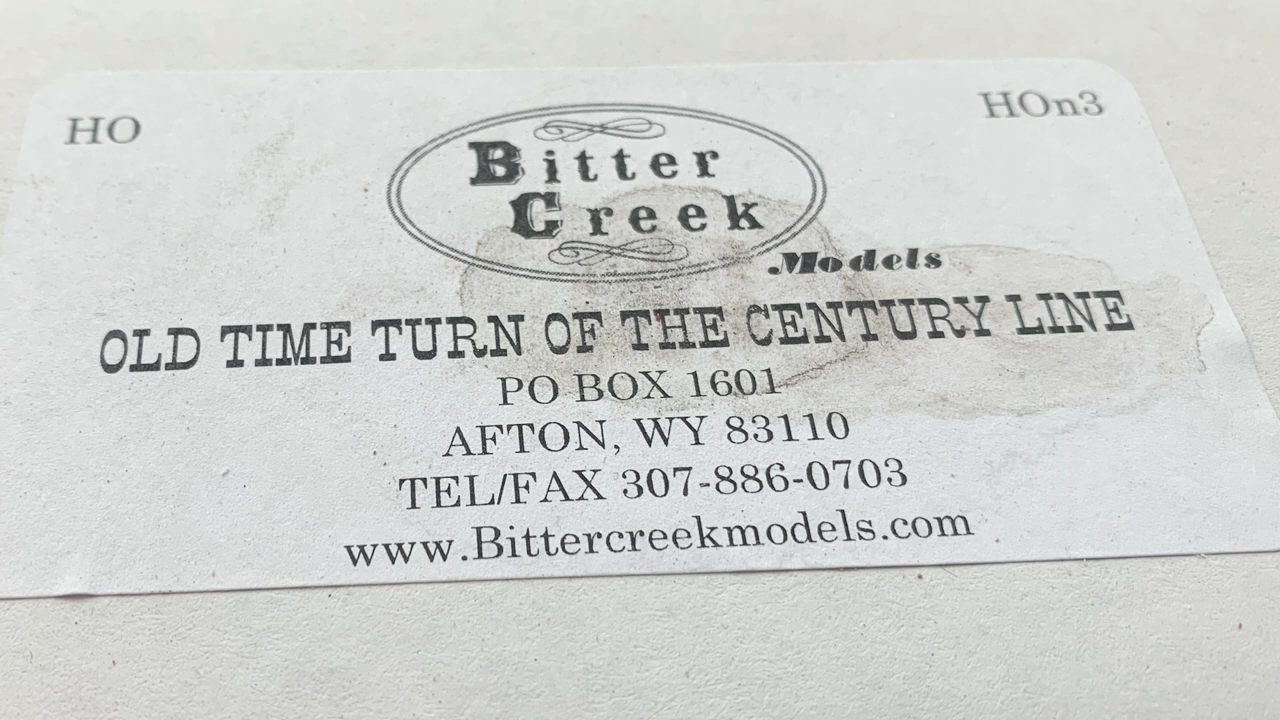 HO
HOn3
Bitter
Creek
Models
OLD TIME TURN OF THE CENTURY LINE
PO BOX 1601
AFTON, WY 83110
TEL/FAX 307-886-0703
www.Bittercreekmodels.com